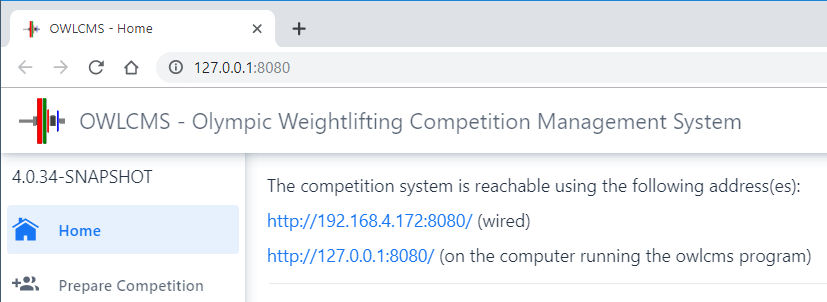 OWLCMS - Home
127.0.0.1:8080
OWLCMS - Olympic Weightlifting Competition Management System
4.0.34-SNAPSHOT
Home
Prepare Competition
The competition system is reachable using the following address(es):
http://192.168.4.172:8080/ (wired)
http://127.0.0.1:8080/ (on the computer running the owlcms program)